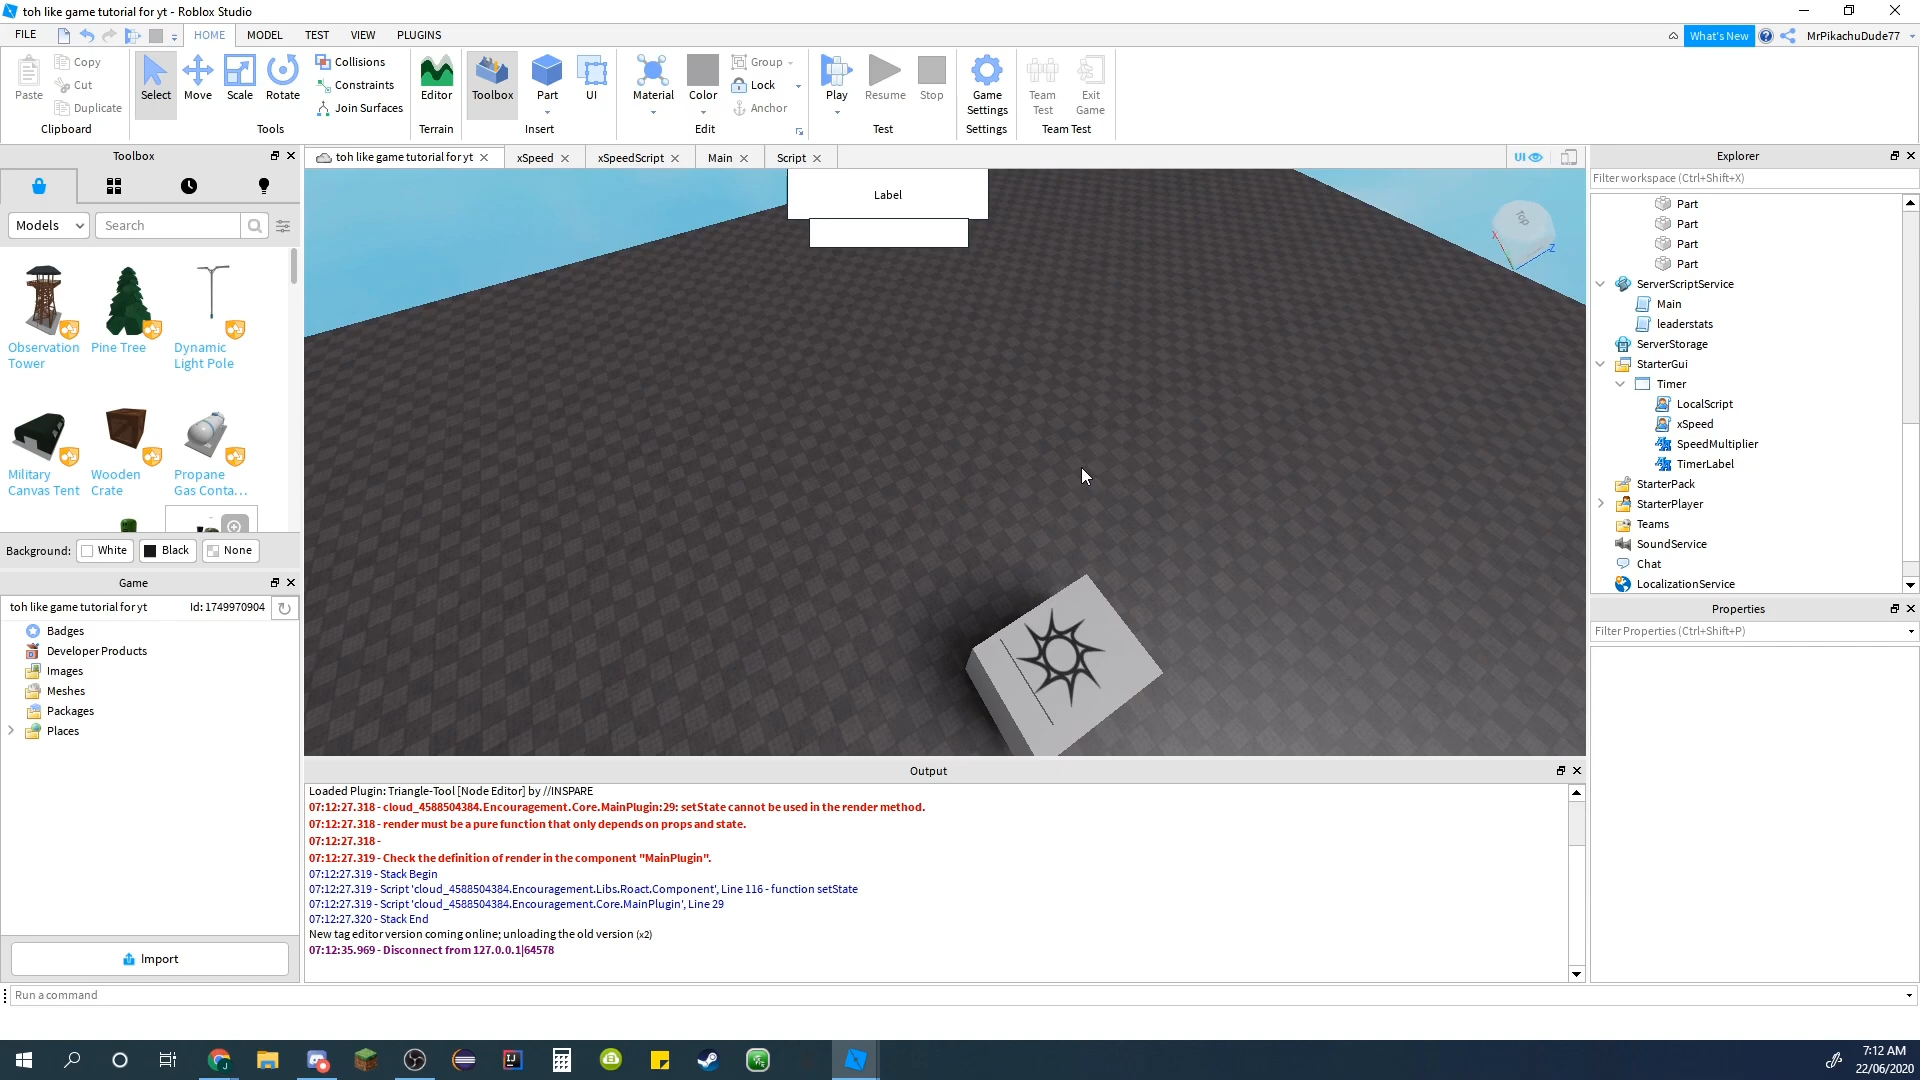 toh like game tutorial for yt - Roblox Studio
FILE HOME MODEL TEST VIEW PLUGINS
What's New MrPikachuDude77
Paste Copy Cut Duplicate
Clipboard
Select Move Scale Rotate Collisions Constraints Join Surfaces
Tools
Editor
Terrain
Toolbox Part UI
Insert
Material Color Group Lock Anchor
Edit
Play Resume Stop
Test
Game Settings
Settings
Team Test Exit Game
Team Test
Toolbox
Models Search
Observation Tower
Pine Tree
Dynamic Light Pole
Military Canvas Tent
Wooden Crate
Propane Gas Conta...
Background: White Black None
Game
toh like game tutorial for yt Id: 1749970904
Badges
Developer Products
Images
Meshes
Packages
Places
Import
toh like game tutorial for yt xSpeed xSpeedScript Main Script
UI
Label
Top
X
Z
Output
Loaded Plugin: Triangle-Tool [Node Editor] by //INSPARE
07:12:27.318 - cloud_4588504384.Encouragement.Core.MainPlugin:29: setState cannot be used in the render method.
07:12:27.318 - render must be a pure function that only depends on props and state.
07:12:27.318 -
07:12:27.319 - Check the definition of render in the component "MainPlugin".
07:12:27.319 - Stack Begin
07:12:27.319 - Script 'cloud_4588504384.Encouragement.Libs.Roact.Component', Line 116 - function setState
07:12:27.319 - Script 'cloud_4588504384.Encouragement.Core.MainPlugin', Line 29
07:12:27.320 - Stack End
New tag editor version coming online; unloading the old version (x2)
07:12:35.969 - Disconnect from 127.0.0.1|64578
Explorer
Filter workspace (Ctrl+Shift+X)
Part
Part
Part
Part
ServerScriptService
Main
leaderstats
ServerStorage
StarterGui
Timer
LocalScript
xSpeed
SpeedMultiplier
TimerLabel
StarterPack
StarterPlayer
Teams
SoundService
Chat
LocalizationService
Properties
Filter Properties (Ctrl+Shift+P)
Run a command
7:12 AM
22/06/2020